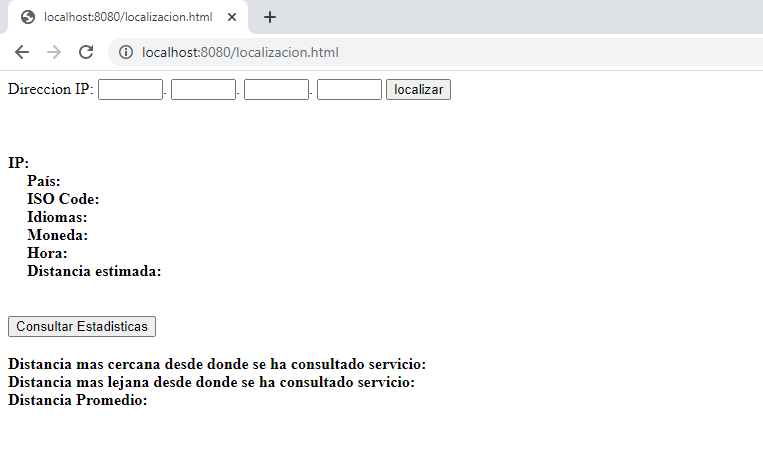 localhost:8080/localizacion.html
localhost:8080/localizacion.html
Direccion IP: . . . localizar
IP:
País:
ISO Code:
Idiomas:
Moneda:
Hora:
Distancia estimada:
Consultar Estadisticas
Distancia mas cercana desde donde se ha consultado servicio:
Distancia mas lejana desde donde se ha consultado servicio:
Distancia Promedio: